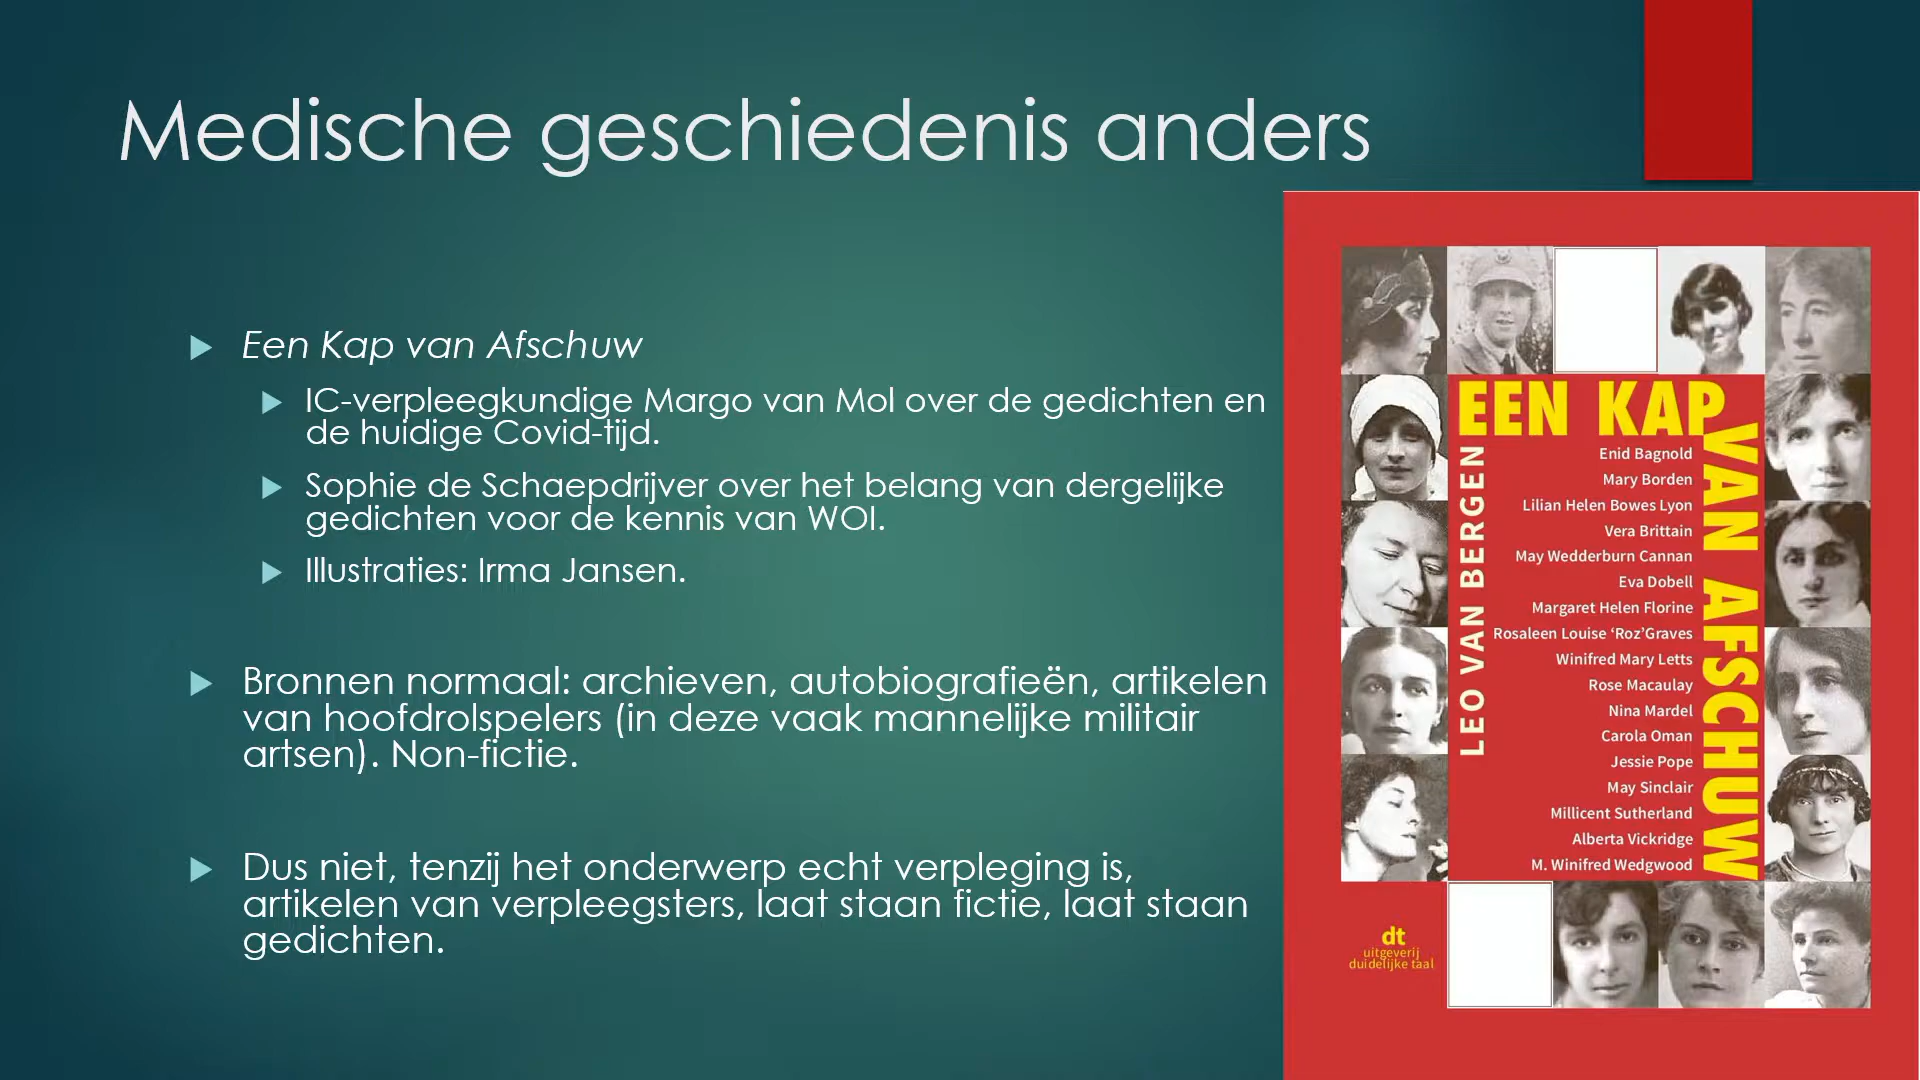 Medische geschiedenis anders
Een Kap van Afschuw
IC-verpleegkundige Margo van Mol over de gedichten en
de huidige Covid-tijd.
Sophie de Schaepdrijver over het belang van dergelijke
gedichten voor de kennis van WOI.
Illustraties: Irma Jansen.
Bronnen normaal: archieven, autobiografieën, artikelen
van hoofdrolspelers (in deze vaak mannelijke militair
artsen). Non-fictie.
Dus niet, tenzij het onderwerp echt verpleging is,
artikelen van verpleegsters, laat staan fictie, laat staan
gedichten.
EEN KAP
VAN AFSCHUW
LEO VAN BERGEN
Enid Bagnold
Mary Borden
Lilian Helen Bowes Lyon
Vera Brittain
May Wedderburn Cannan
Eva Dobell
Margaret Helen Florine
Rosaleen Louise ‘Roz’Graves
Winifred Mary Letts
Rose Macaulay
Nina Mardel
Carola Oman
Jessie Pope
May Sinclair
Millicent Sutherland
Alberta Vickridge
M. Winifred Wedgwood
dt
uitgeverij
duidelijke taal